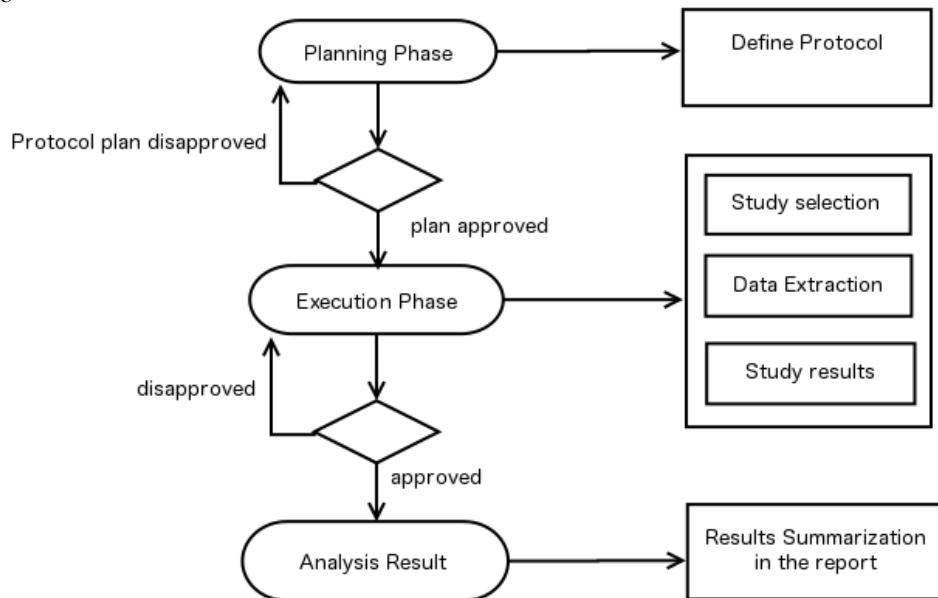 Planning Phase
Define Protocol
Protocol plan disapproved
plan approved
Study selection
Data Extraction
Execution Phase
Study results
disapproved
approved
Analysis Result
Results Summarization
in the report